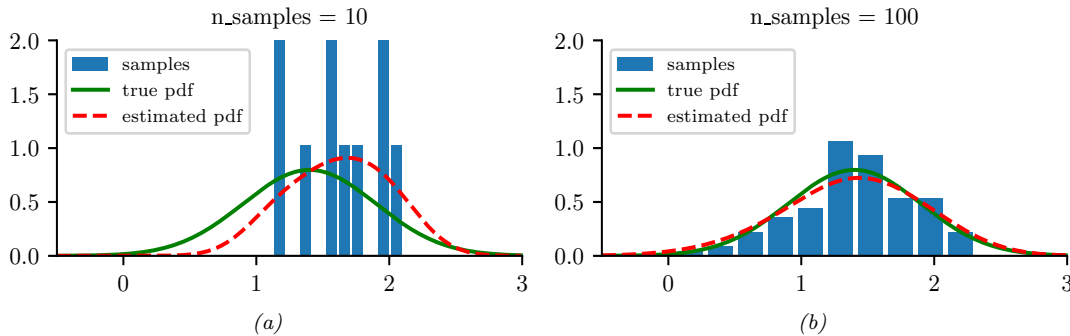 n_samples = 10
2.0
1.5
1.0
0.5
0.0
samples
true pdf
estimated pdf
0
1
2
3
(a)
n_samples = 100
2.0
1.5
1.0
0.5
0.0
samples
true pdf
estimated pdf
0
1
2
3
(b)